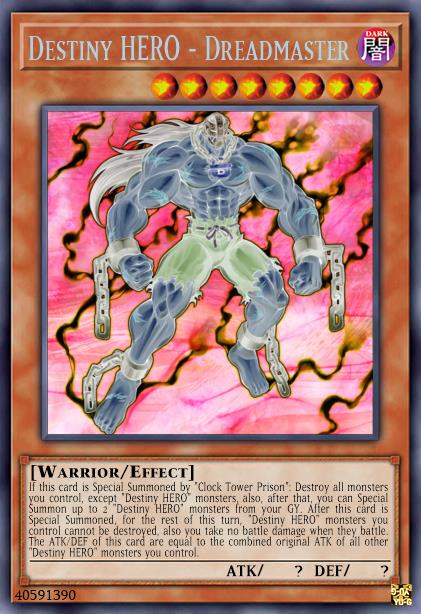 Destiny HERO - Dreadmaster
DARK
闇
[Warrior/Effect]
If this card is Special Summoned by "Clock Tower Prison": Destroy all monsters
you control, except "Destiny HERO" monsters, also, after that, you can Special
Summon up to 2 "Destiny HERO" monsters from your GY. After this card is
Special Summoned, for the rest of this turn, "Destiny HERO" monsters you
control cannot be destroyed, also you take no battle damage when they battle.
The ATK/DEF of this card are equal to the combined original ATK of all other
"Destiny HERO" monsters you control.
ATK/ ? DEF/ ?
40591390